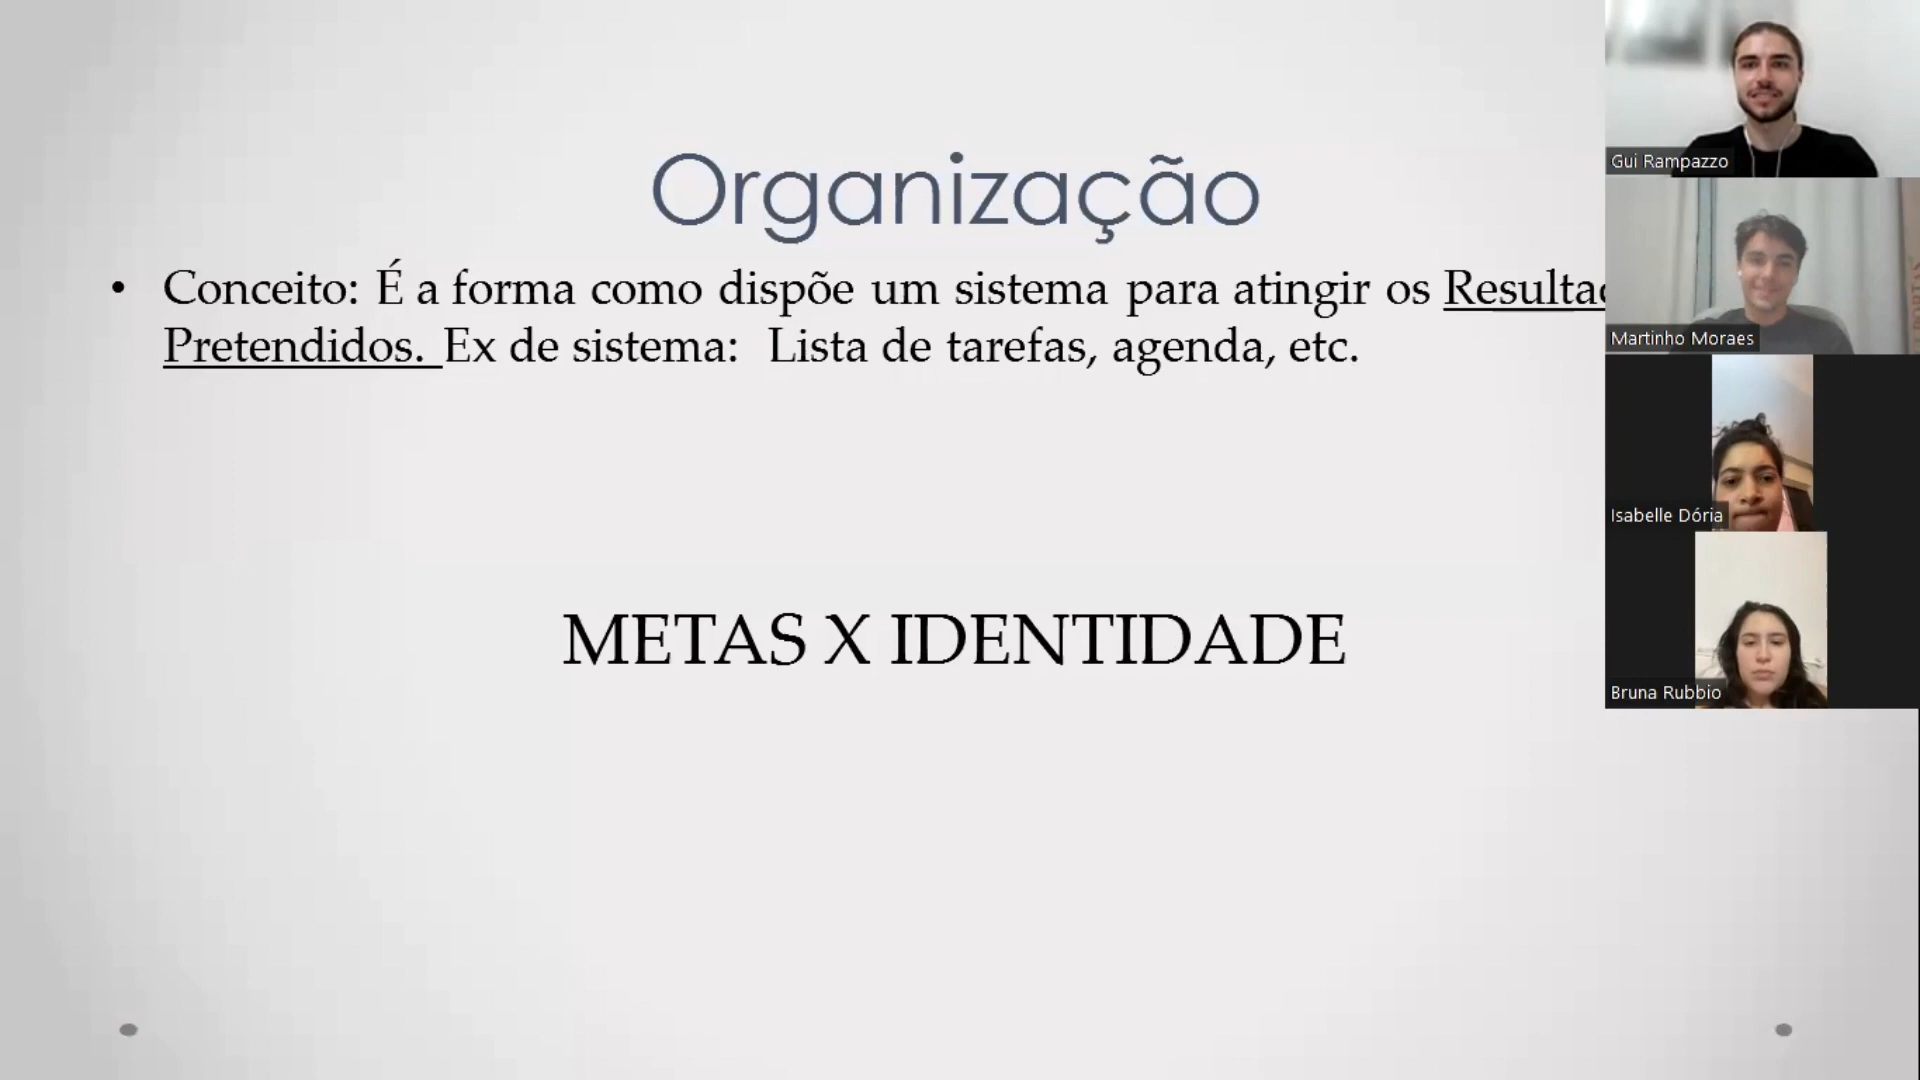 Organização
• Conceito: É a forma como dispõe um sistema para atingir os
Pretendidos. Ex de sistema: Lista de tarefas, agenda, etc.
METAS X IDENTIDADE
Gui Rampazzo
Martinho Moraes
Isabelle Dória
Bruna Rubbio